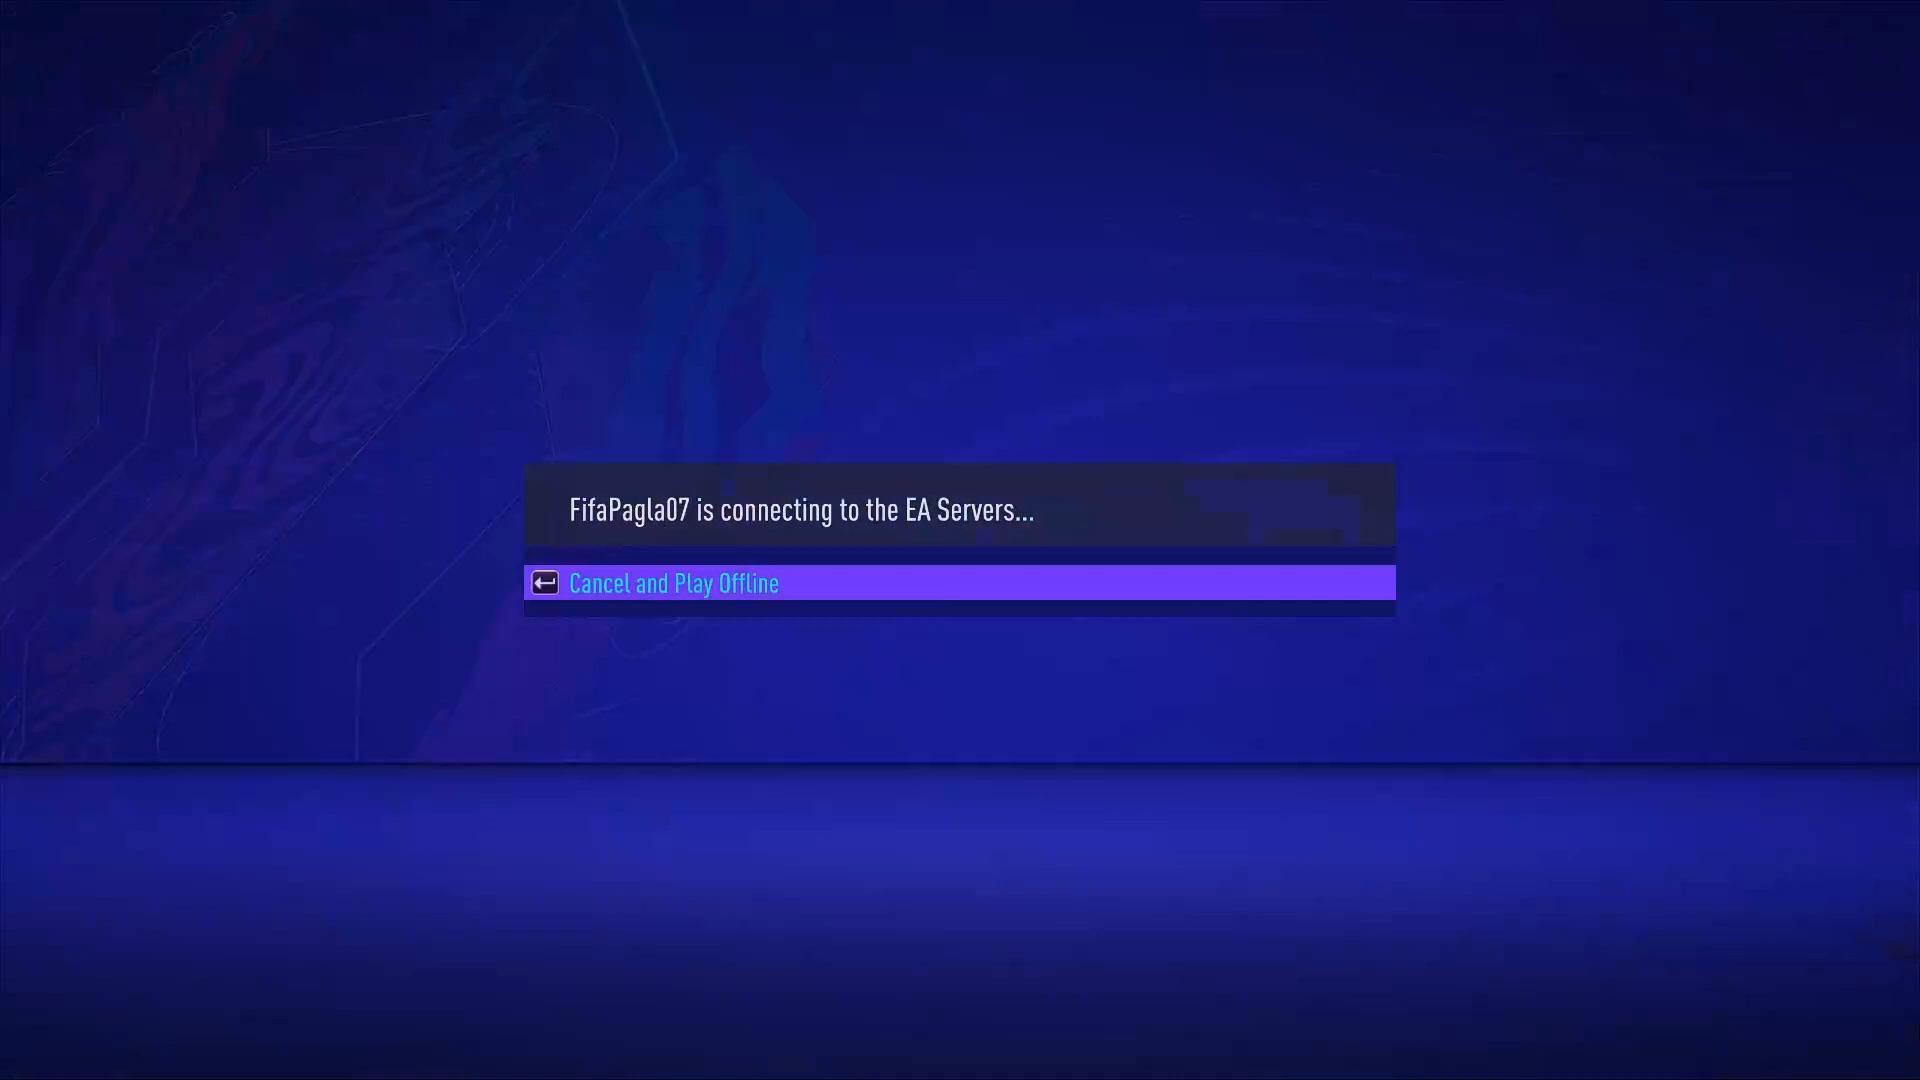 FifaPagla07 is connecting to the EA Servers...
Cancel and Play Offline